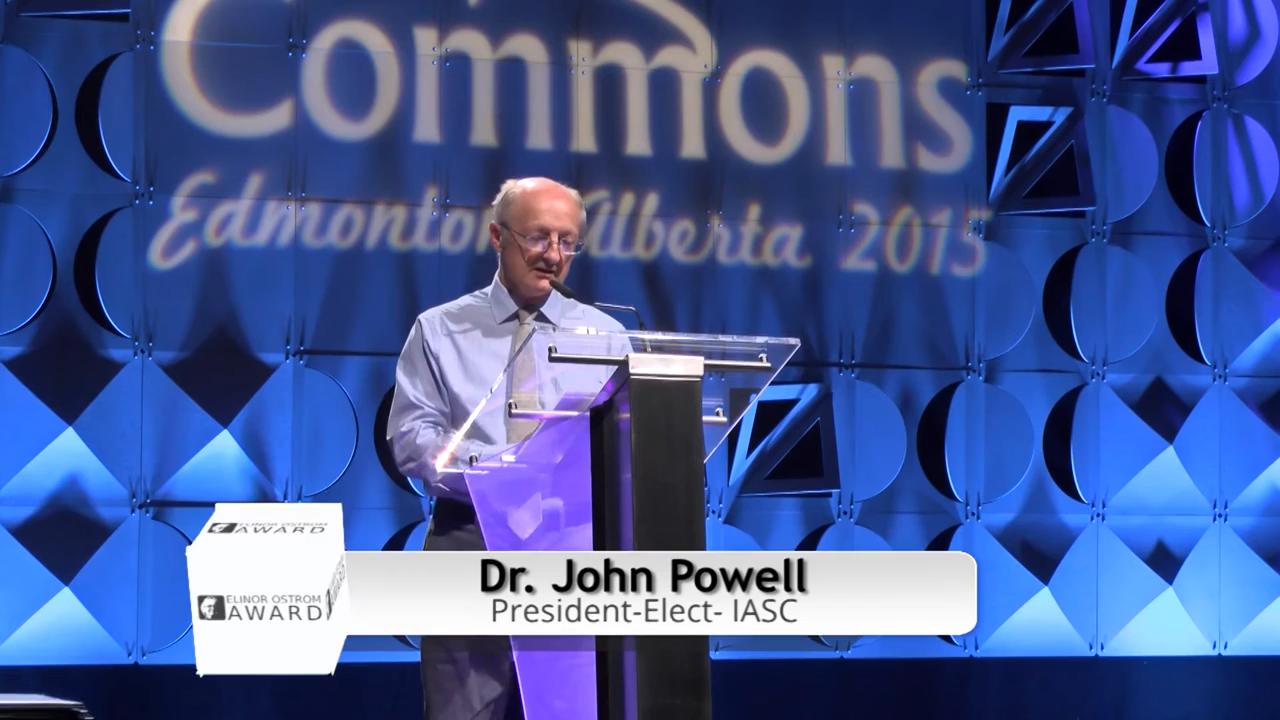 Commons
Edmonton Alberta 2015
ELINOR OSTROM
AWARD
ELINOR OSTROM
AWARD
Dr. John Powell
President-Elect- IASC